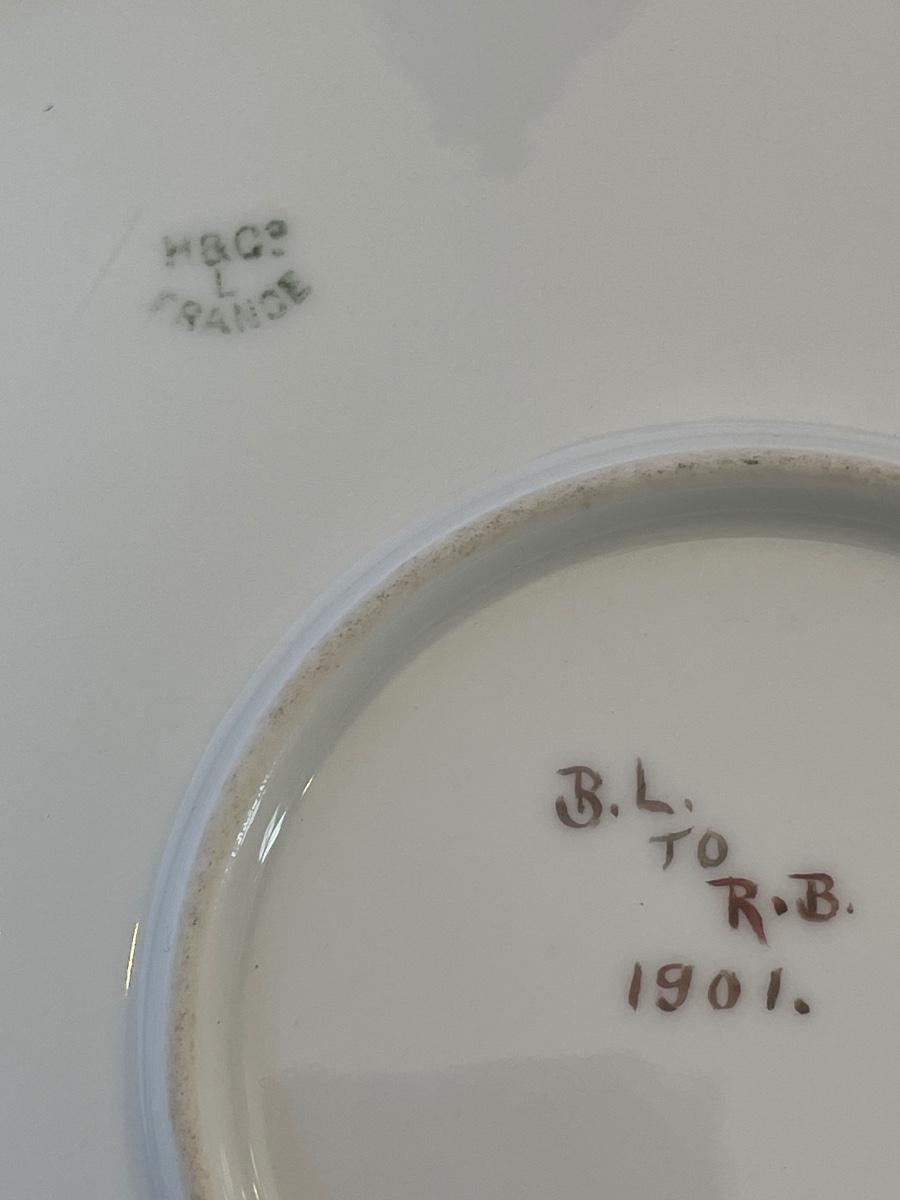 H&Co
L
FRANCE
B.L.
TO
R.B.
1901.